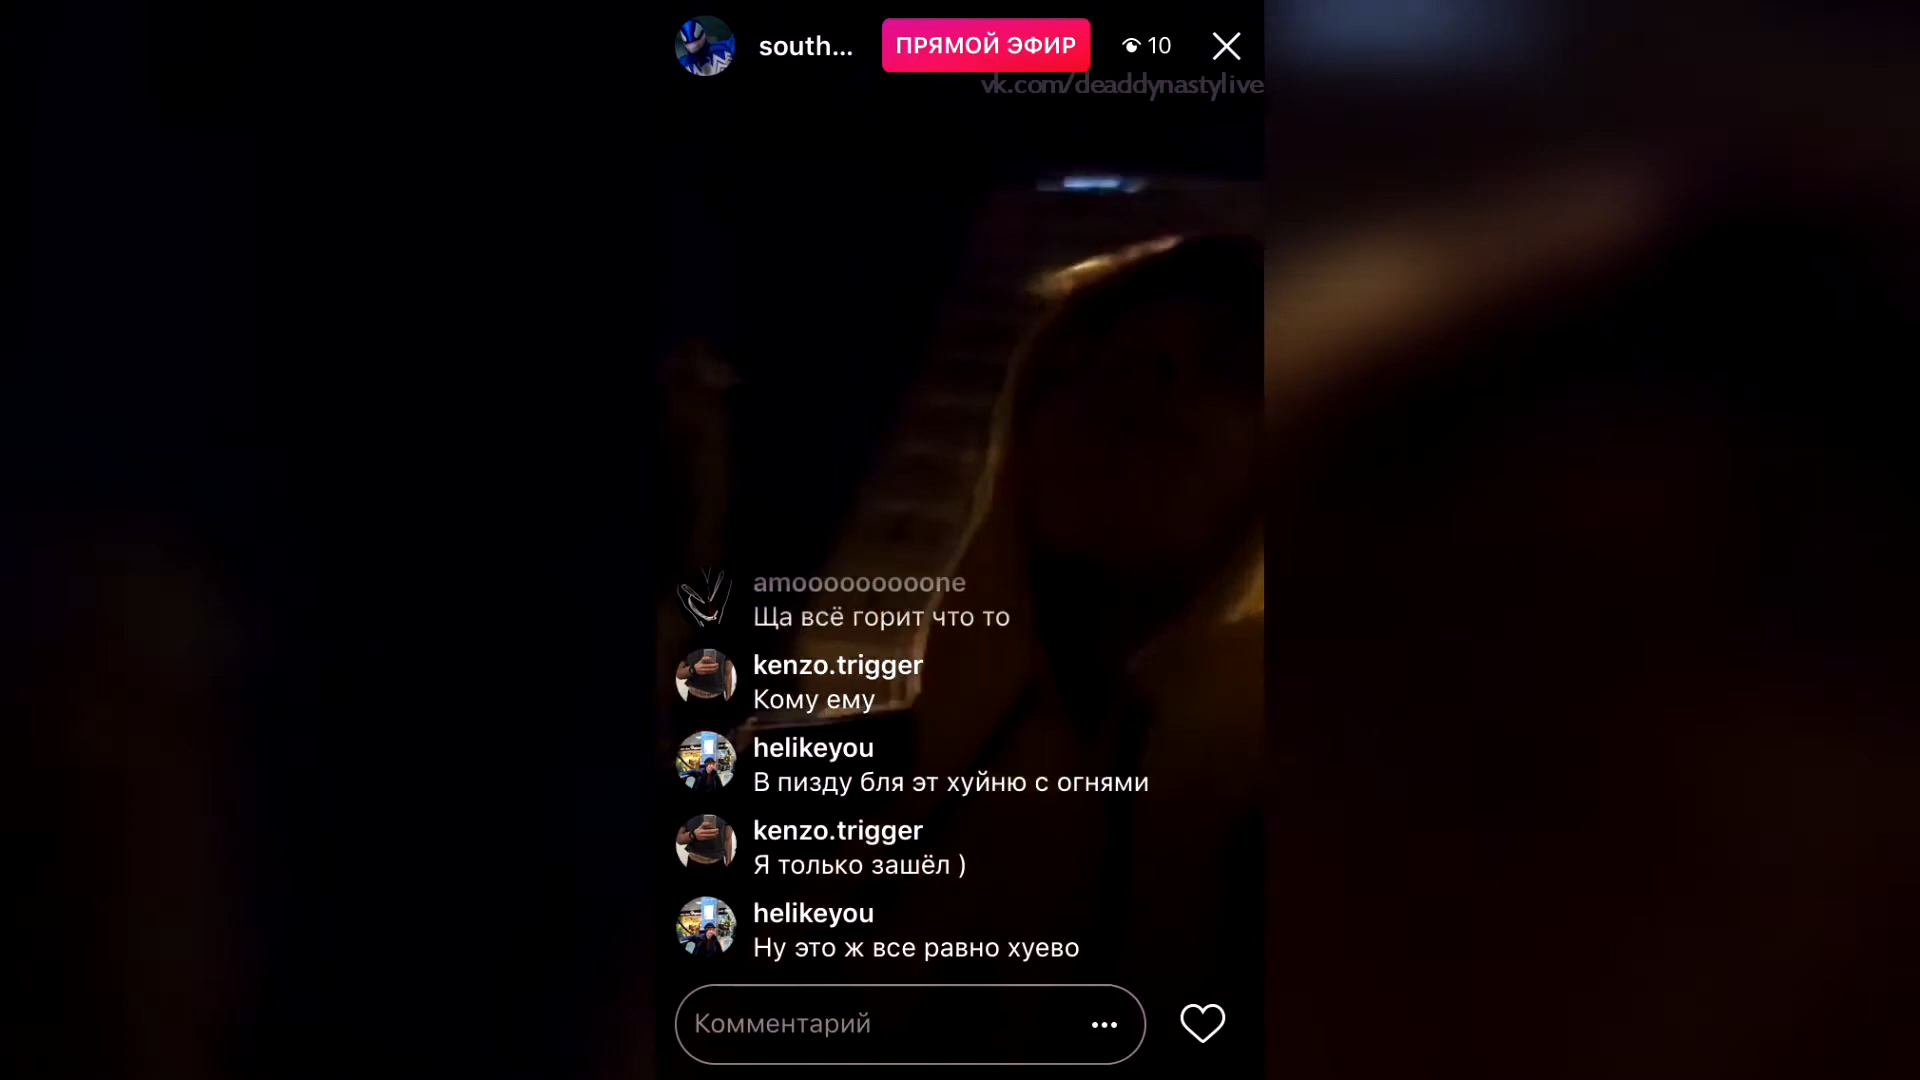 south...
ПРЯМОЙ ЭФИР
10
vk.com/deaddynastylive
amooooooooone
Ща всё горит что то
kenzo.trigger
Кому ему
helikeyou
В пизду бля эт хуйню с огнями
kenzo.trigger
Я только зашёл )
helikeyou
Ну это ж все равно хуево
Комментарий